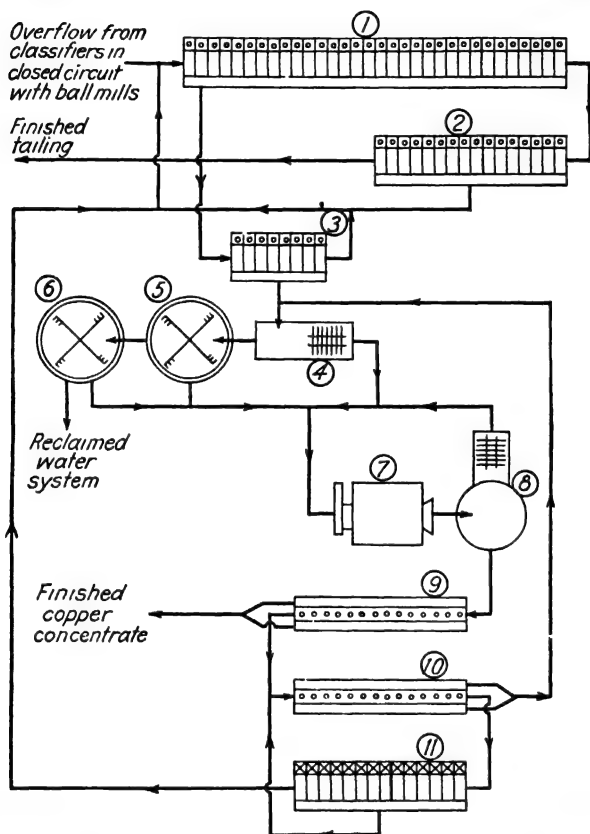 1
Overflow from
classifiers in
closed circuit
with ball mills
2
Finished
tailing
3
6
5
4
Reclaimed
water
system
7
8
9
Finished
copper
concentrate
10
11